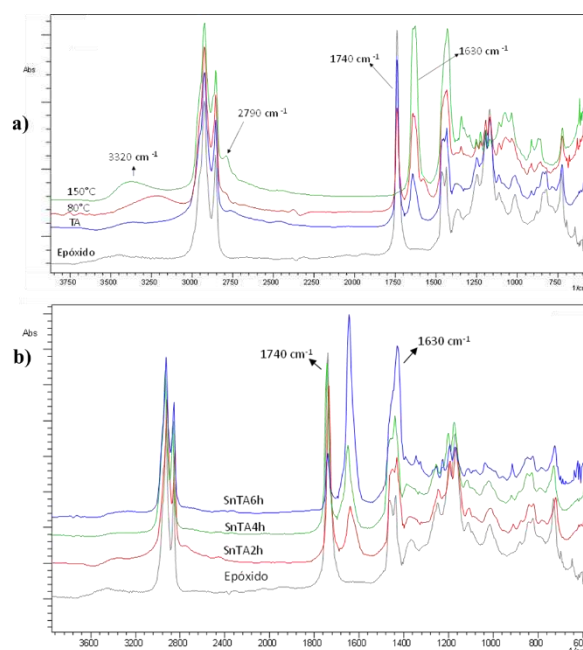 a)
Abs
1740 cm-1
1630 cm-1
2790 cm-1
3320 cm-1
150°C
80°C
TA
Epóxido
3750 3500 3250 3000 2750 2500 2250 2000 1750 1500 1250 1000 750
b)
Abs
1740 cm-1
1630 cm-1
SnTA6h
SnTA4h
SnTA2h
Epóxido
3600 3200 2800 2400 2000 1800 1600 1400 1200 1000 800